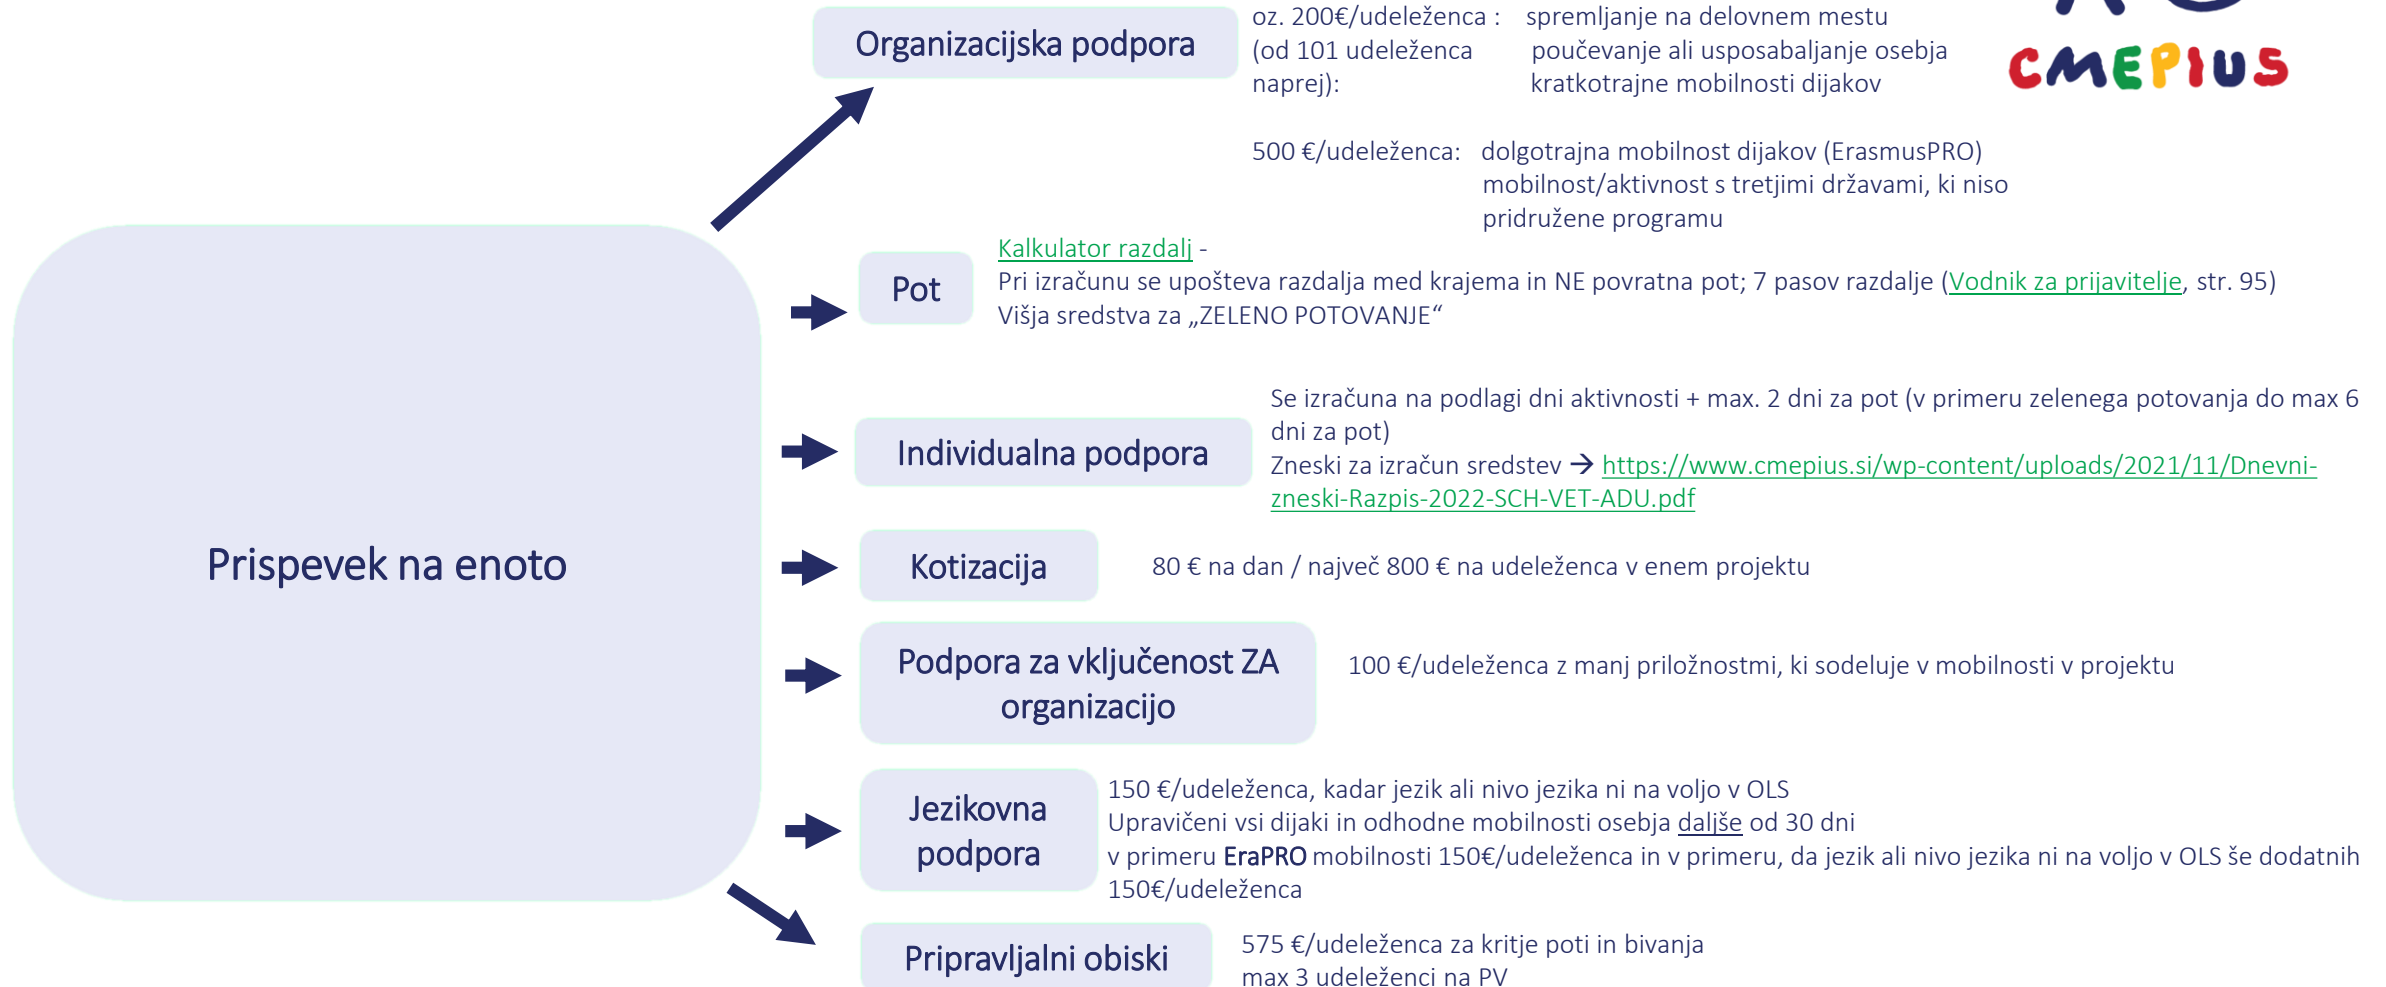 oz. 200€/udeleženca : spremljanje na delovnem mestu
Organizacijska podpora
(od 101 udeleženca poučevanje ali usposabaljanje osebja
naprej): kratkotrajne mobilnosti dijakov
CMEPIUS
500 €/udeleženca: dolgotrajna mobilnost dijakov (ErasmusPRO)
mobilnost/aktivnost s tretjimi državami, ki niso
pridružene programu
Pot
Kalkulator razdalj -
Pri izračunu se upošteva razdalja med krajema in NE povratna pot; 7 pasov razdalje (Vodnik za prijavitelje, str. 95)
Višja sredstva za „ZELENO POTOVANJE“
Individualna podpora
Se izračuna na podlagi dni aktivnosti + max. 2 dni za pot (v primeru zelenega potovanja do max 6
dni za pot)
Zneski za izračun sredstev → https://www.cmepius.si/wp-content/uploads/2021/11/Dnevni-
zneski-Razpis-2022-SCH-VET-ADU.pdf
Prispevek na enoto
Kotizacija
80 € na dan / največ 800 € na udeleženca v enem projektu
Podpora za vključenost ZA
organizacijo
100 €/udeleženca z manj priložnostmi, ki sodeluje v mobilnosti v projektu
Jezikovna
podpora
150 €/udeleženca, kadar jezik ali nivo jezika ni na voljo v OLS
Upravičeni vsi dijaki in odhodne mobilnosti osebja daljše od 30 dni
v primeru EraPRO mobilnosti 150€/udeleženca in v primeru, da jezik ali nivo jezika ni na voljo v OLS še dodatnih
150€/udeleženca
Pripravljalni obiski
575 €/udeleženca za kritje poti in bivanja
max 3 udeleženci na PV